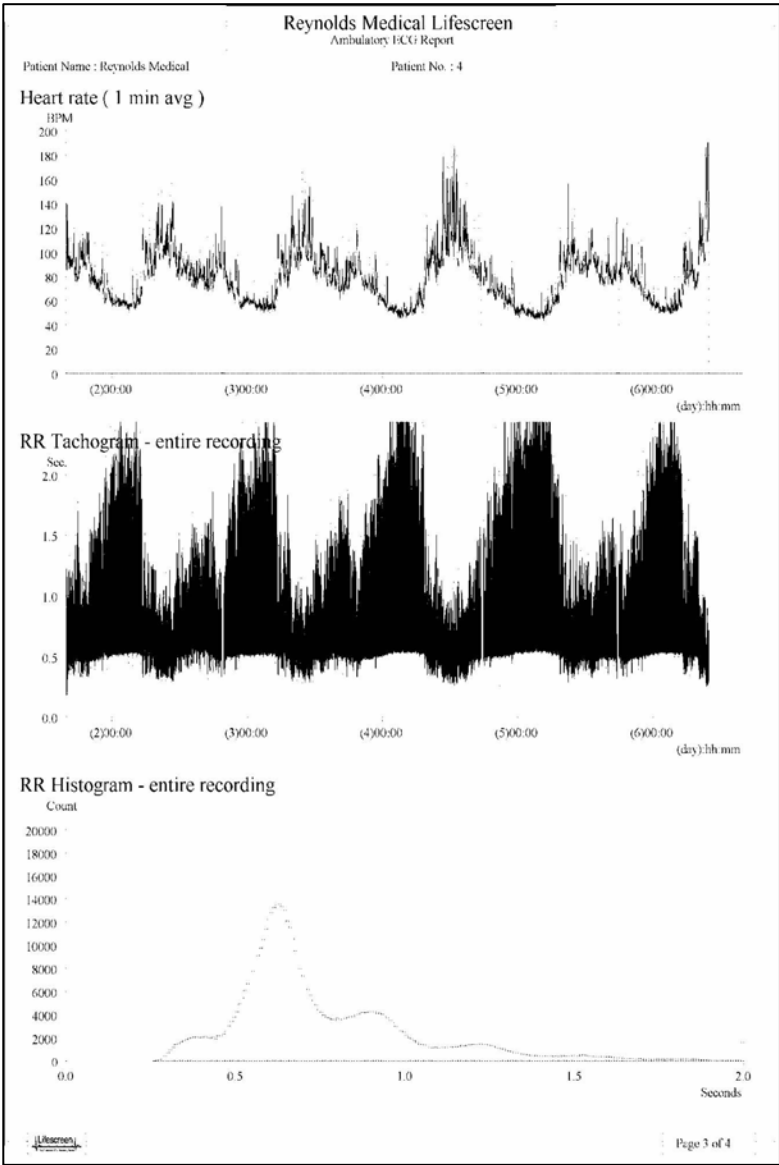 Reynolds Medical Lifescreen
Ambulatory ECG Report
Patient Name : Reynolds Medical Patient No. : 4
Heart rate ( 1 min avg )
BPM
200
180
160
140
120
100
80
60
40
20
0
(2)00:00 (3)00:00 (4)00:00 (5)00:00 (6)00:00
(day):hh:mm
RR Tachogram - entire recording
Sec.
2.0
1.5
1.0
0.5
0.0
(2)00:00 (3)00:00 (4)00:00 (5)00:00 (6)00:00
(day):hh:mm
RR Histogram - entire recording
Count
20000
18000
16000
14000
12000
10000
8000
6000
4000
2000
0
0.0 0.5 1.0 1.5 2.0
Seconds
Lifescreen Page 3 of 4